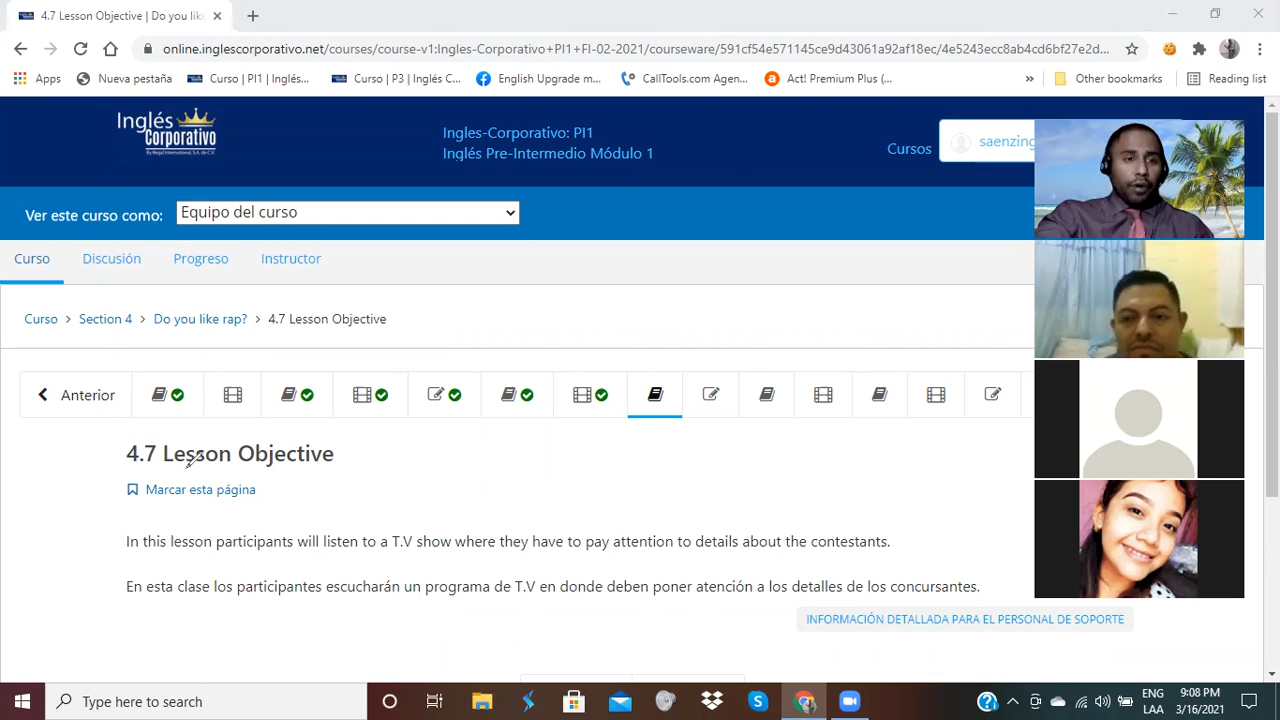 4.7 Lesson Objective | Do you lik
online.inglescorporativo.net/courses/course-v1:Ingles-Corporativo+PI1+FI-02-2021/courseware/591cf54e571145ce9d43061a92af18ec/4e5243ecc8ab4cd6bf27e2d...
Apps
Nueva pestaña
Curso | PI1 | Inglés...
Curso | P3 | Inglés C...
English Upgrade m...
CallTools.com Agen...
Act! Premium Plus (...
»
Other bookmarks
Reading list
Inglés
Corporativo
By Regal International, S.A. de C.V.
Ingles-Corporativo: PI1
Inglés Pre-Intermedio Módulo 1
Cursos
saenzing
Ver este curso como:
Equipo del curso
Curso
Discusión
Progreso
Instructor
Curso > Section 4 > Do you like rap? > 4.7 Lesson Objective
Anterior
4.7 Lesson Objective
Marcar esta página
In this lesson participants will listen to a T.V show where they have to pay attention to details about the contestants.
En esta clase los participantes escucharán un programa de T.V en donde deben poner atención a los detalles de los concursantes.
INFORMACIÓN DETALLADA PARA EL PERSONAL DE SOPORTE
Type here to search
ENG
LAA
9:08 PM
3/16/2021